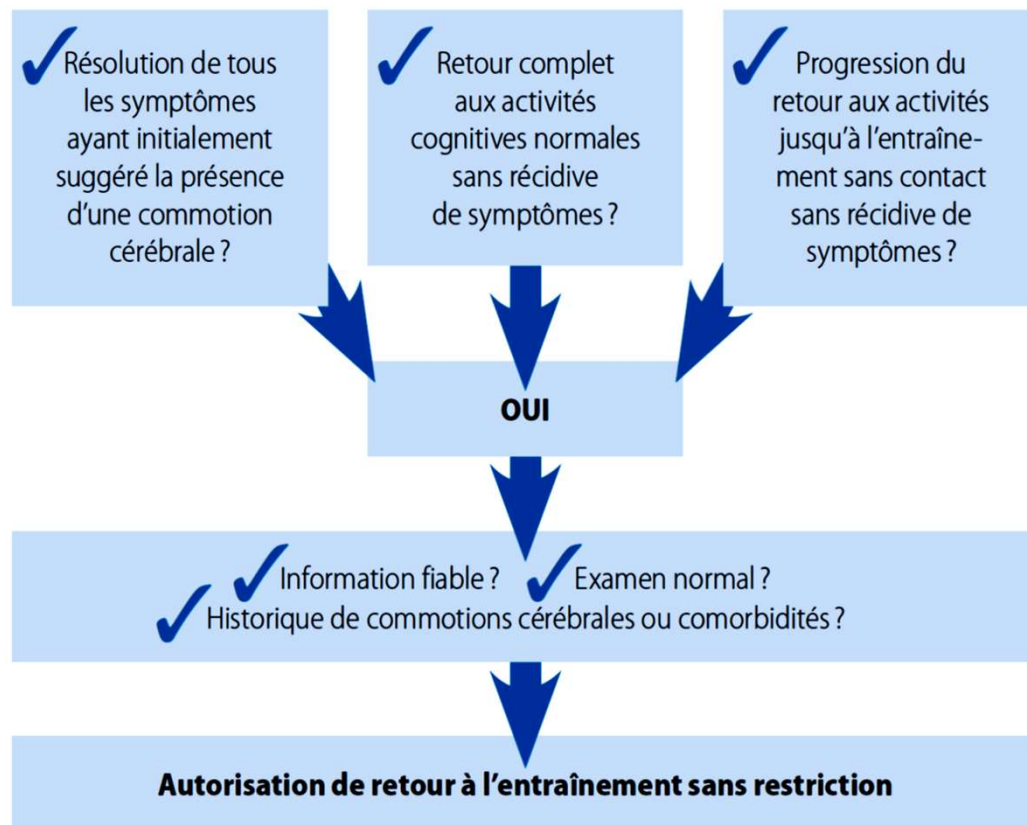 Résolution de tous
les symptômes
ayant initialement
suggéré la présence
d’une commotion
cérébrale ?
Retour complet
aux activités
cognitives normales
sans récidive
de symptômes ?
Progression du
retour aux activités
jusqu’à l’entraîne-
ment sans contact
sans récidive de
symptômes ?
OUI
Information fiable ? Examen normal ?
Historique de commotions cérébrales ou comorbidités ?
Autorisation de retour à l’entraînement sans restriction